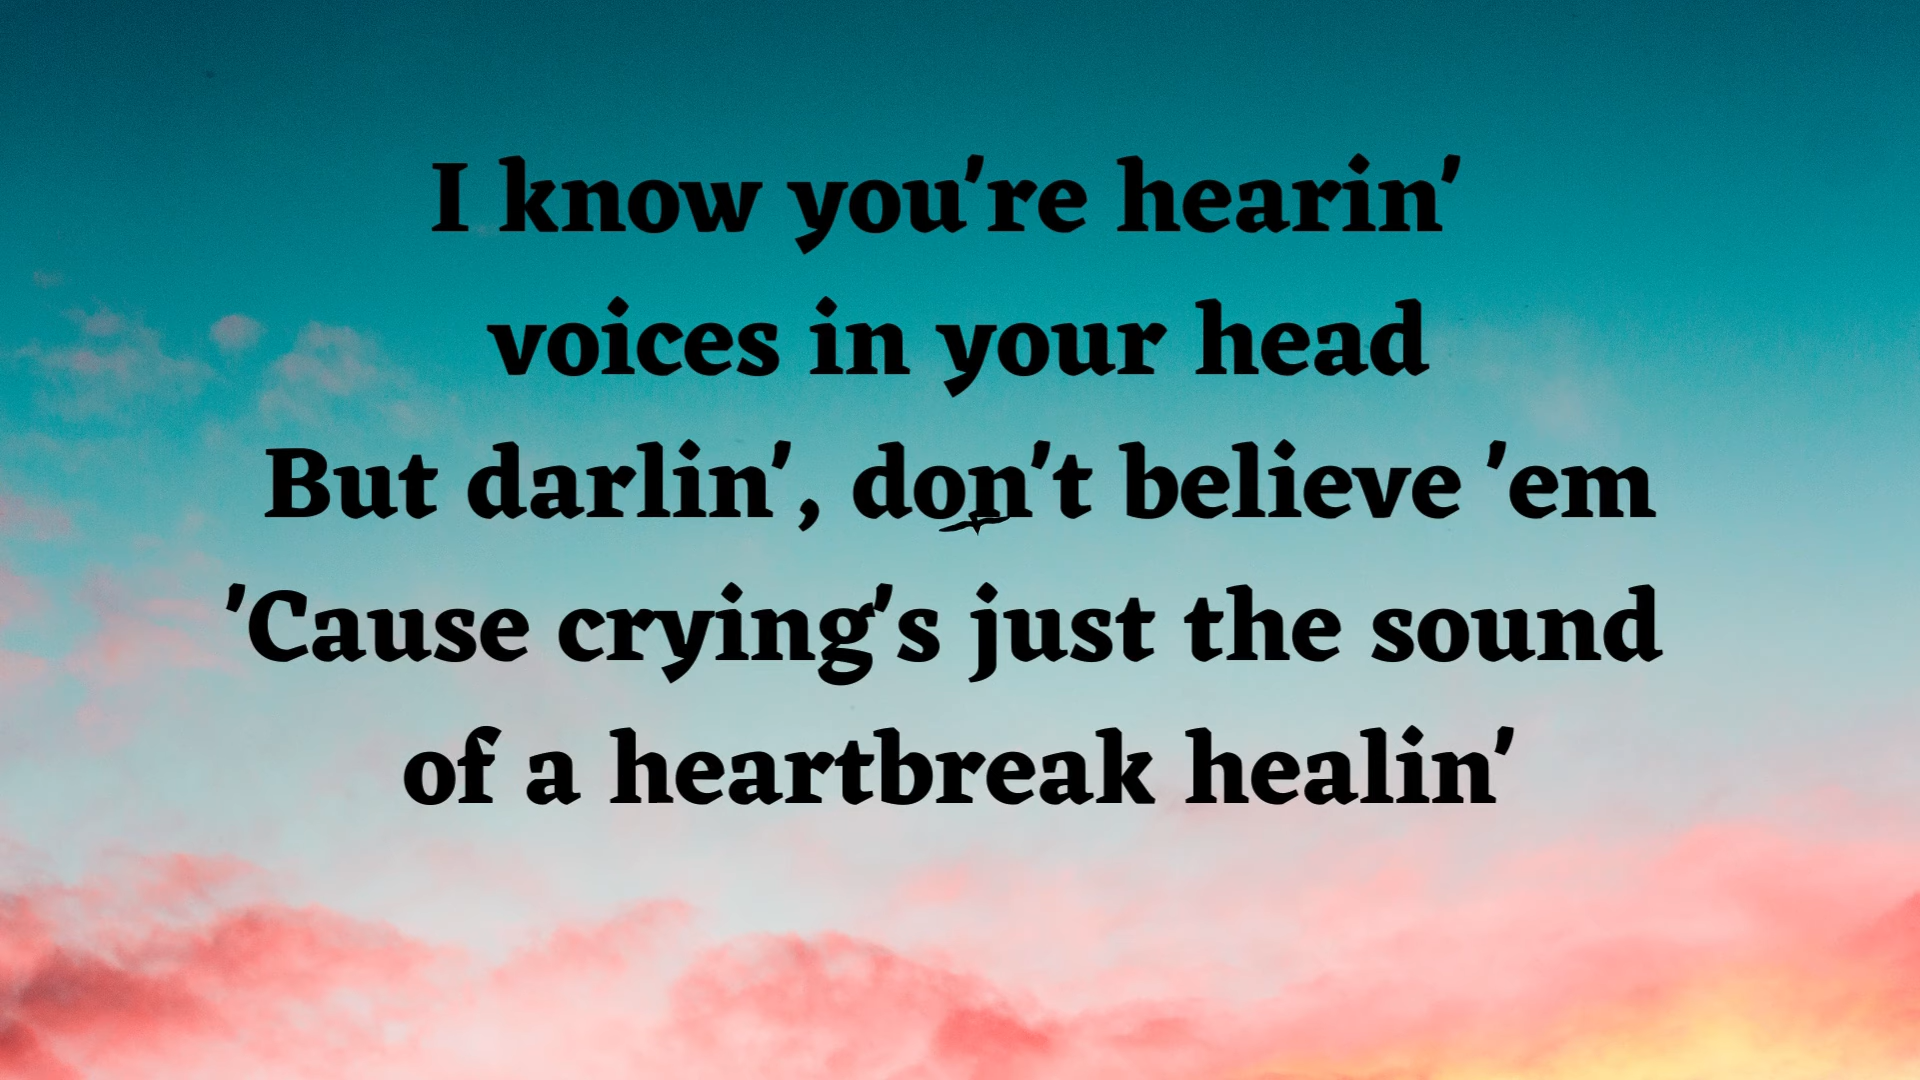 I know you're hearin'
voices in your head
But darlin', don't believe 'em
'Cause crying's just the sound
of a heartbreak healin'